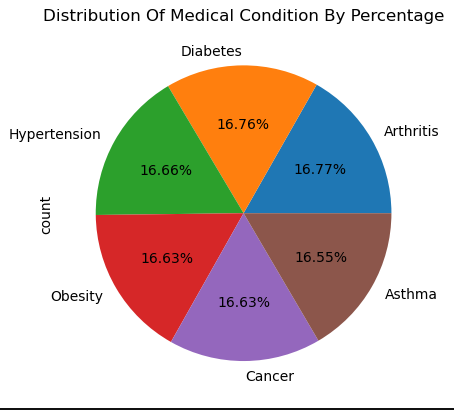 Distribution Of Medical Condition By Percentage
Diabetes
Arthritis
Hypertension
16.76%
16.77%
16.66%
count
16.63%
16.55%
16.63%
Obesity
Asthma
Cancer